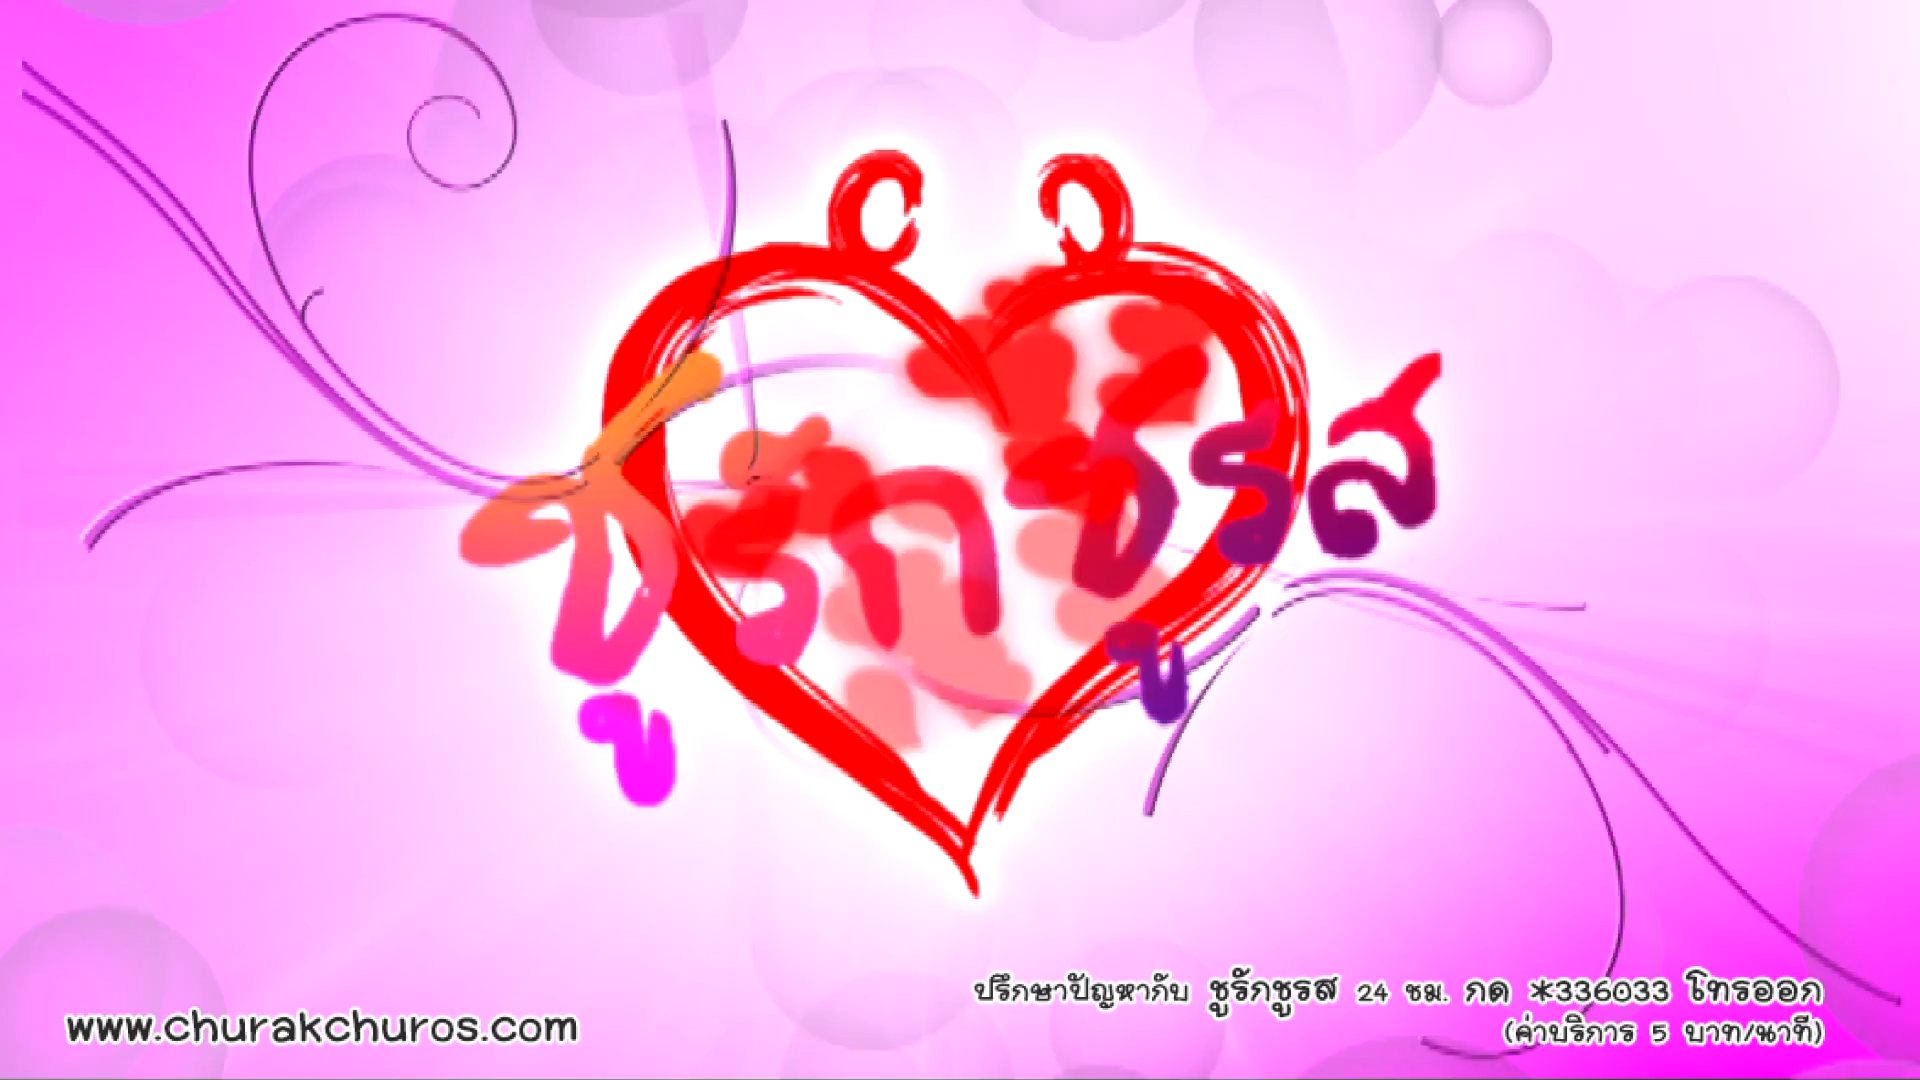 ชูรักชูรส
ปรึกษาปัญหากับ ชูรักชูรส 24 ชม. กด *336033 โทรออก
(ค่าบริการ 5 บาท/นาที)
www.churakchuros.com